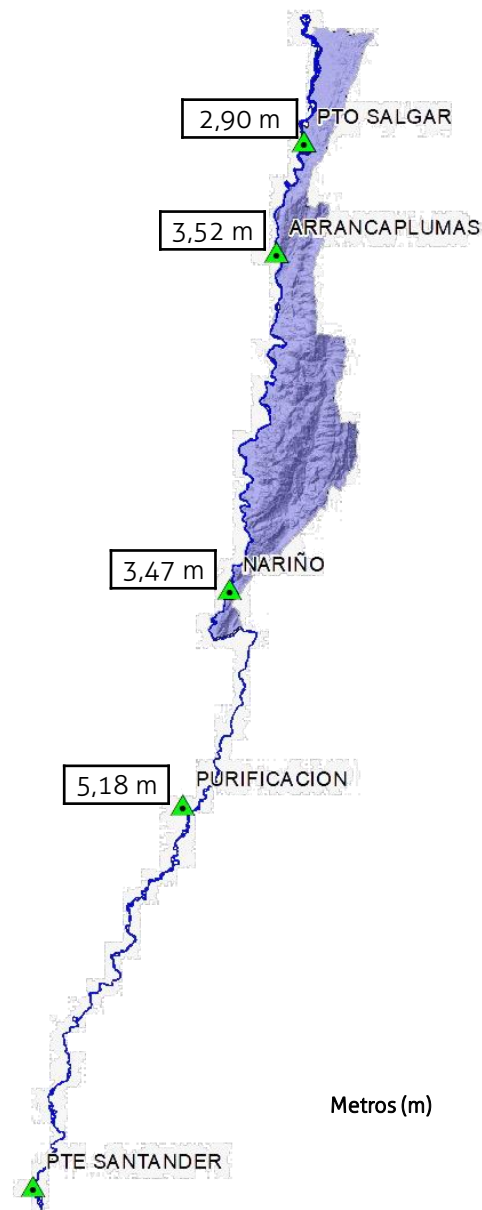 PTO SALGAR
2,90 m
ARRANCAPLUMAS
3,52 m
NARIÑO
3,47 m
PURIFICACION
5,18 m
Metros (m)
PTE SANTANDER